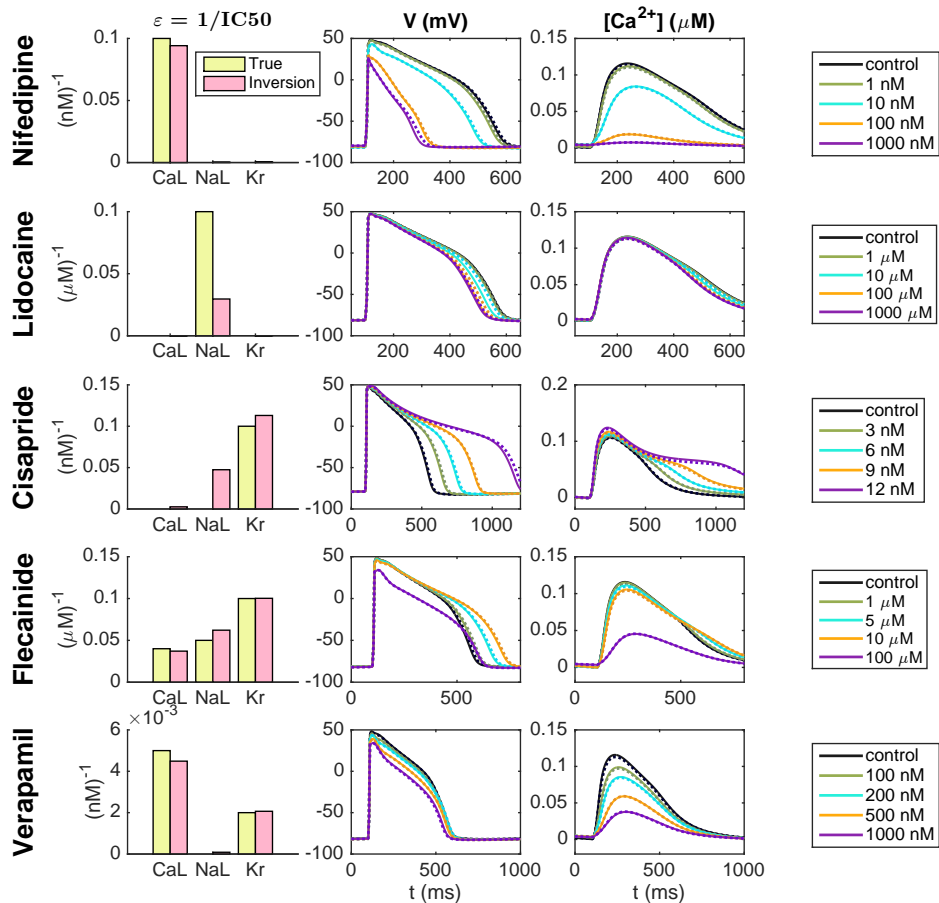 ε = 1/IC50
V (mV)
[Ca²⁺] (μM)
Nifedipine
(nM)⁻¹
0.1
0.05
0
True
Inversion
CaL NaL Kr
50
0
-50
-100
200 400 600
0.15
0.1
0.05
0
200 400 600
control
1 nM
10 nM
100 nM
1000 nM
Lidocaine
(μM)⁻¹
0.1
0.05
0
CaL NaL Kr
50
0
-50
-100
200 400 600
0.15
0.1
0.05
0
200 400 600
control
1 μM
10 μM
100 μM
1000 μM
Cisapride
(nM)⁻¹
0.15
0.1
0.05
0
CaL NaL Kr
50
0
-50
-100
0 500 1000
0.2
0.1
0
0 500 1000
control
3 nM
6 nM
9 nM
12 nM
Flecainide
(μM)⁻¹
0.15
0.1
0.05
0
CaL NaL Kr
50
0
-50
-100
500
0.15
0.1
0.05
0
500
control
1 μM
5 μM
10 μM
100 μM
Verapamil
(nM)⁻¹
×10⁻³
6
4
2
0
CaL NaL Kr
50
0
-50
-100
0 200 400 600 800 1000
t (ms)
0.15
0.1
0.05
0
0 200 400 600 800 1000
t (ms)
control
100 nM
200 nM
500 nM
1000 nM